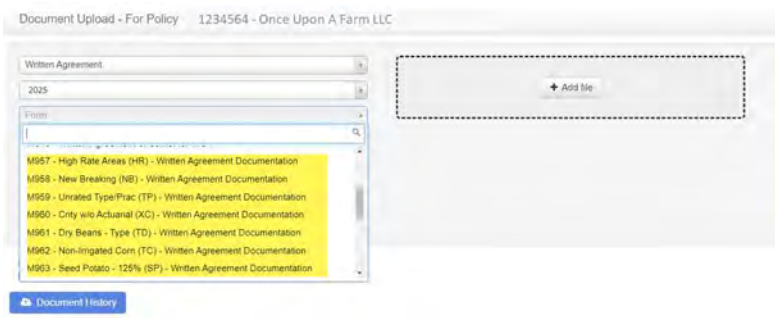 Document Upload - For Policy 1234564 - Once Upon A Farm LLC
Written Agreement
2025
+ Add file
Form
M957 - High Rate Areas (HR) - Written Agreement Documentation
M958 - New Breaking (NB) - Written Agreement Documentation
M959 - Unrated Type/Prac (TP) - Written Agreement Documentation
M960 - Cnty w/o Actuarial (XC) - Written Agreement Documentation
M961 - Dry Beans - Type (TD) - Written Agreement Documentation
M962 - Non-Irrigated Corn (TC) - Written Agreement Documentation
M963 - Seed Potato - 125% (SP) - Written Agreement Documentation
Document History